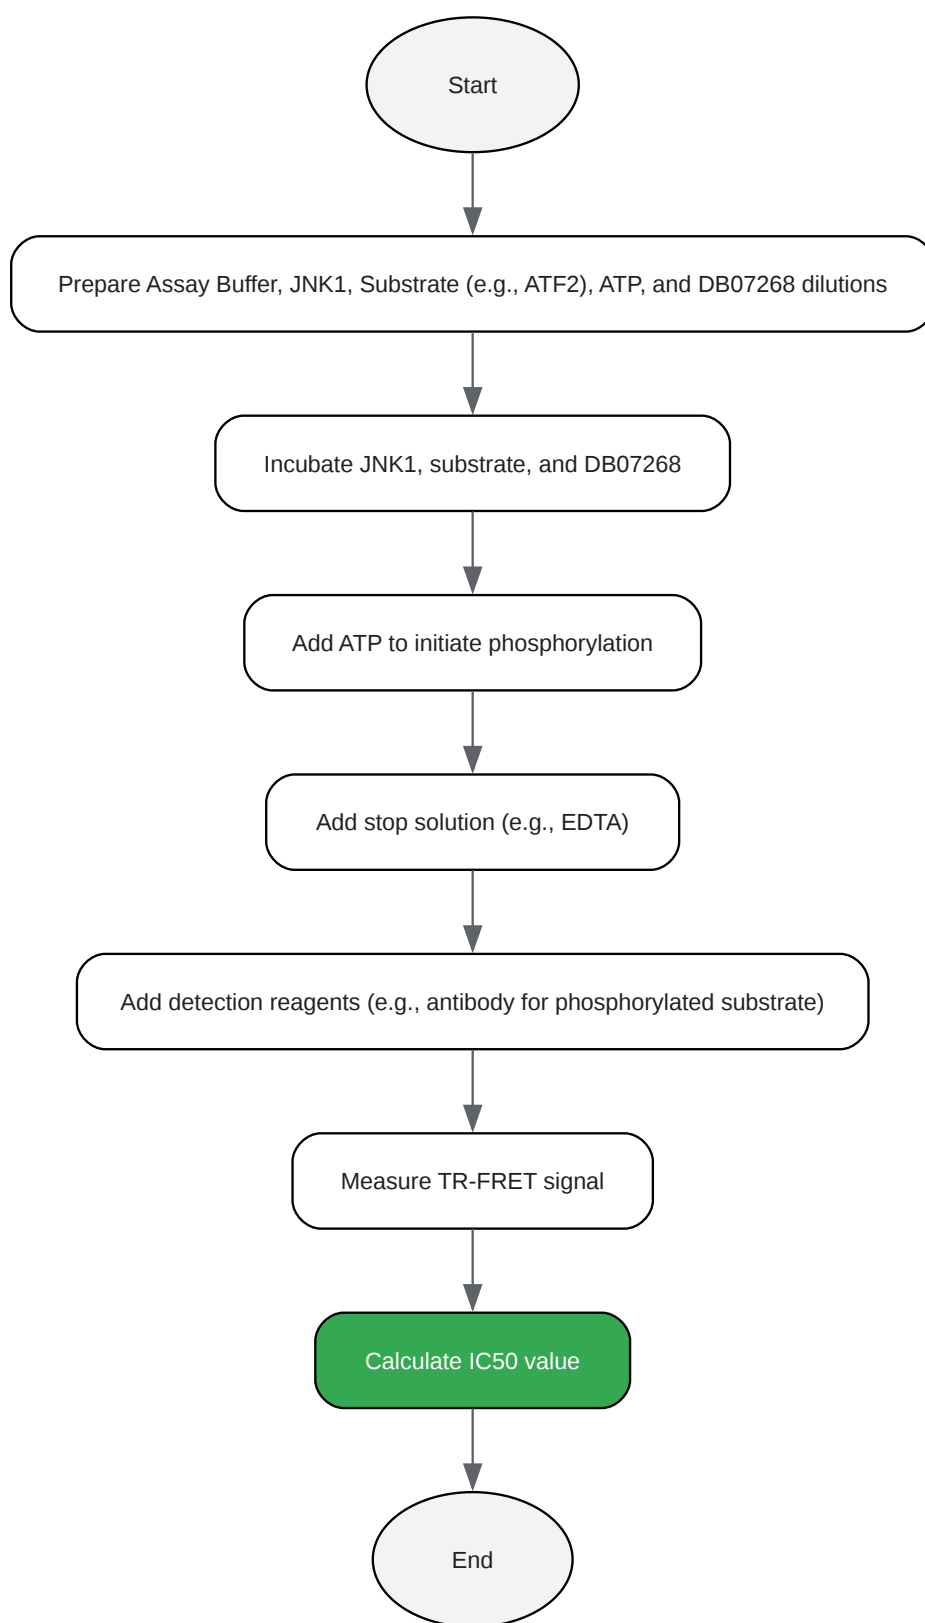 Start
Prepare Assay Buffer, JNK1, Substrate (e.g., ATF2), ATP, and DB07268 dilutions
Incubate JNK1, substrate, and DB07268
Add ATP to initiate phosphorylation
Add stop solution (e.g., EDTA)
Add detection reagents (e.g., antibody for phosphorylated substrate)
Measure TR-FRET signal
Calculate IC50 value
End